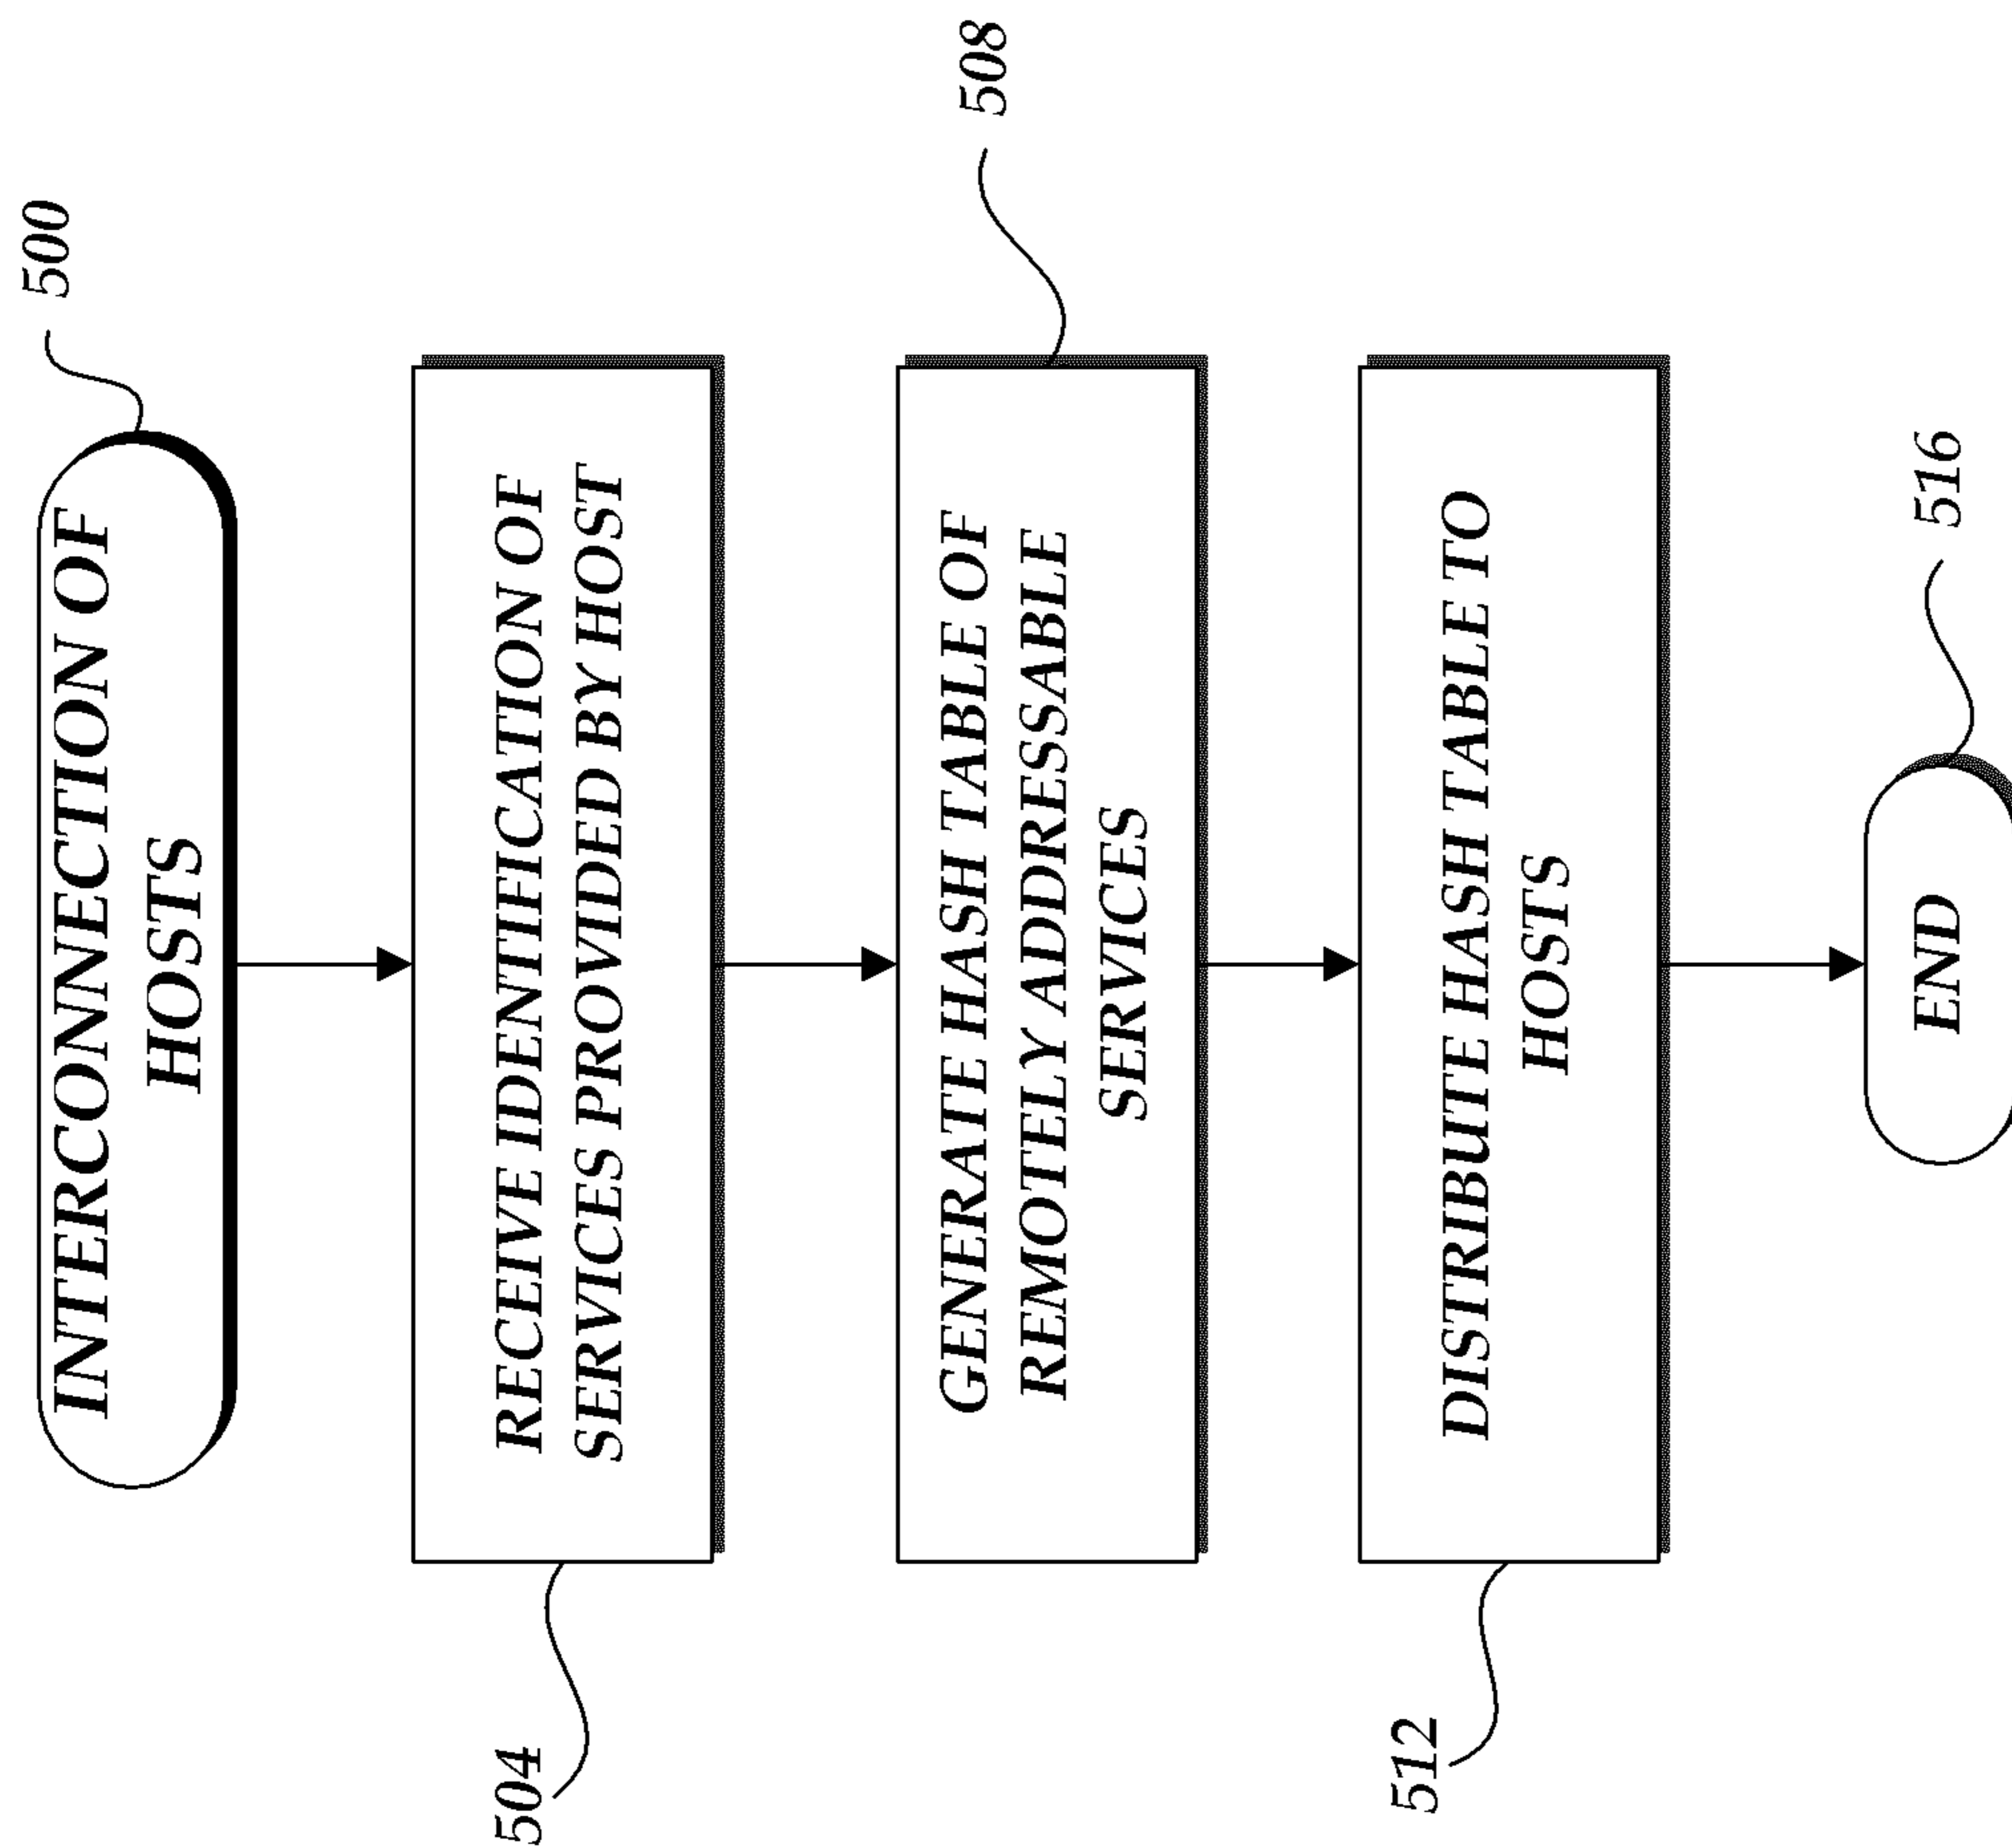 500
INTERCONNECTION OF
HOSTS
504
RECEIVE IDENTIFICATION OF
SERVICES PROVIDED BY HOST
508
GENERATE HASH TABLE OF
REMOTELY ADDRESSABLE
SERVICES
512
DISTRIBUTE HASH TABLE TO
HOSTS
516
END